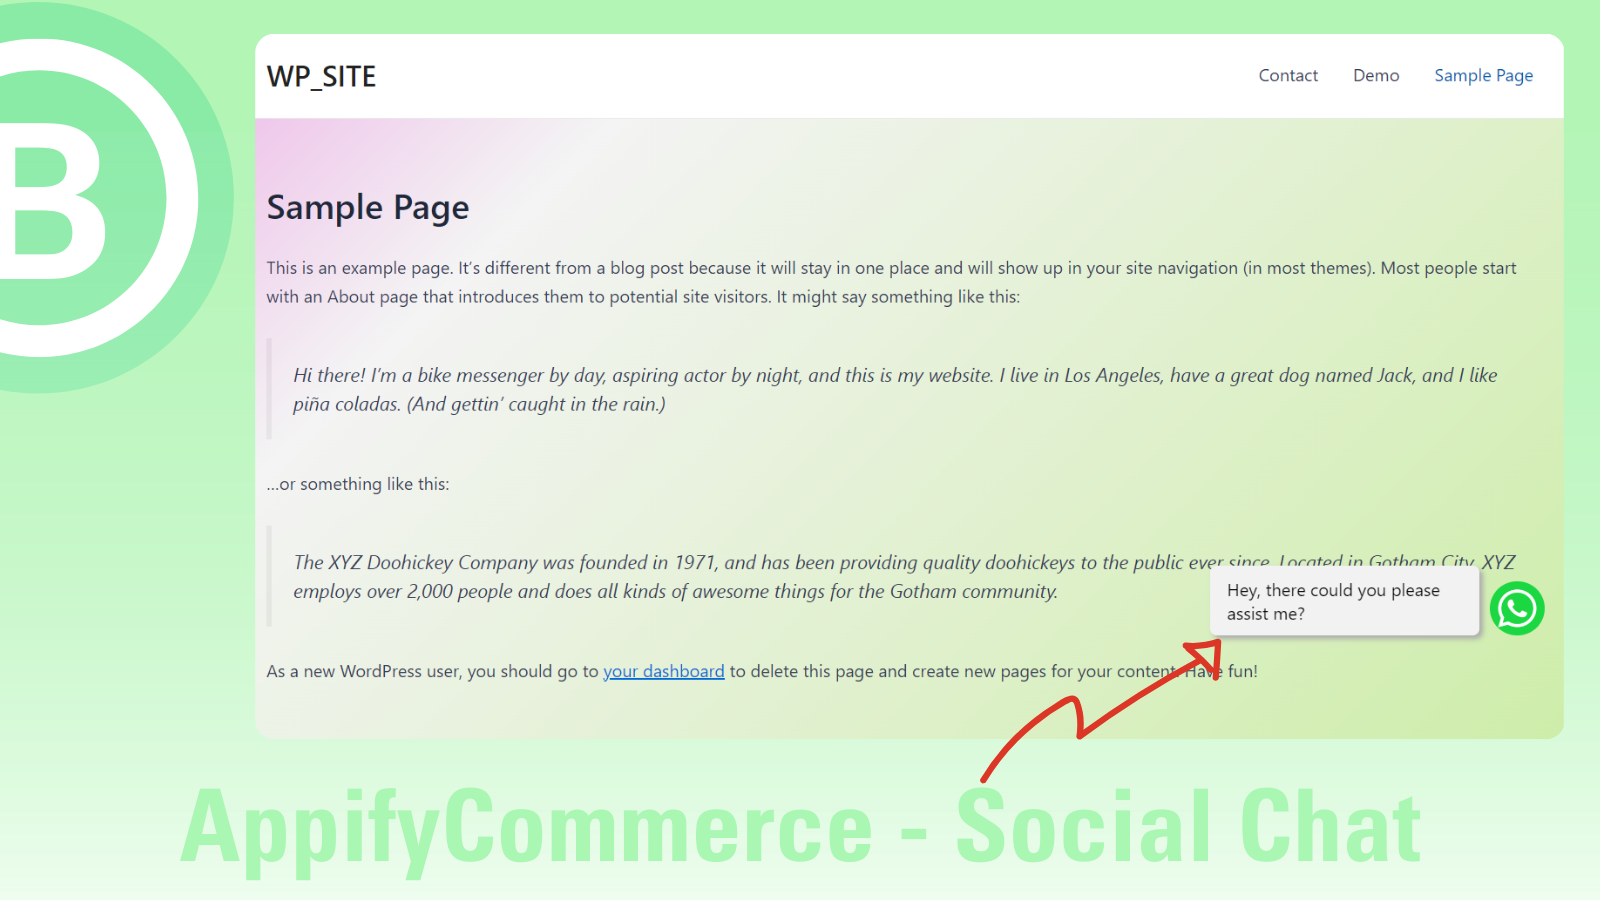 B
WP_SITE
Contact Demo Sample Page
Sample Page
This is an example page. It’s different from a blog post because it will stay in one place and will show up in your site navigation (in most themes). Most people start
with an About page that introduces them to potential site visitors. It might say something like this:
Hi there! I’m a bike messenger by day, aspiring actor by night, and this is my website. I live in Los Angeles, have a great dog named Jack, and I like
piña coladas. (And gettin’ caught in the rain.)
…or something like this:
The XYZ Doohickey Company was founded in 1971, and has been providing quality doohickeys to the public ever since. Located in Gotham City, XYZ
employs over 2,000 people and does all kinds of awesome things for the Gotham community.
Hey, there could you please
assist me?
As a new WordPress user, you should go to your dashboard to delete this page and create new pages for your content. Have fun!
AppifyCommerce - Social Chat